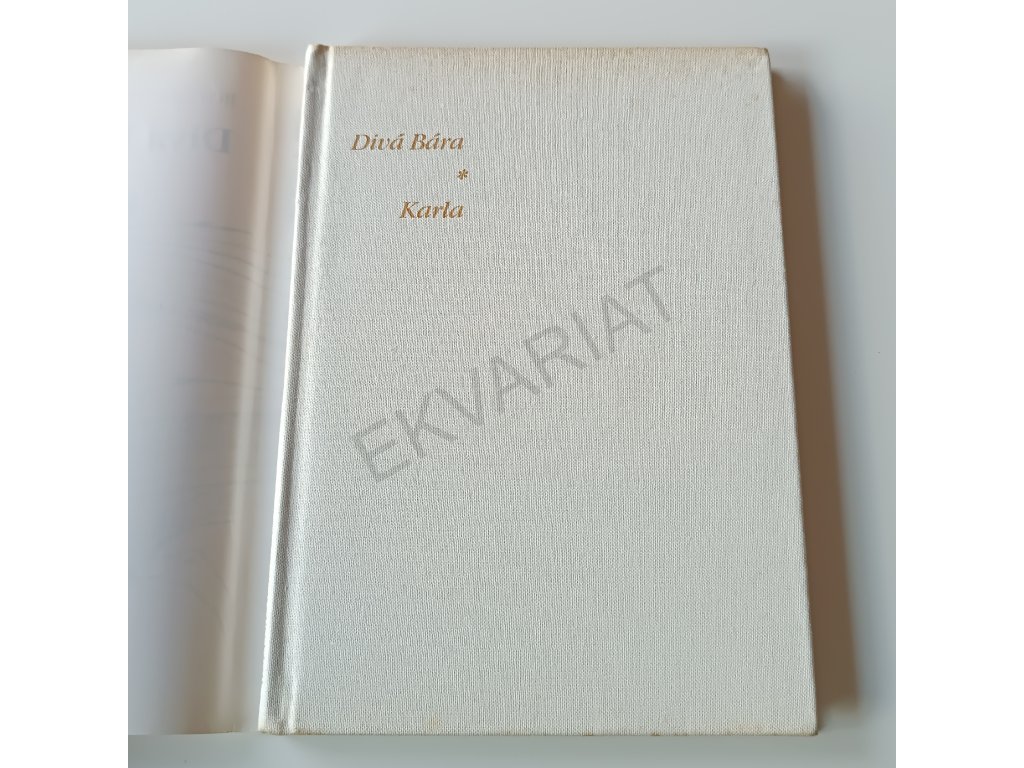 Divá Bára
*
Karla
EKVARIAT